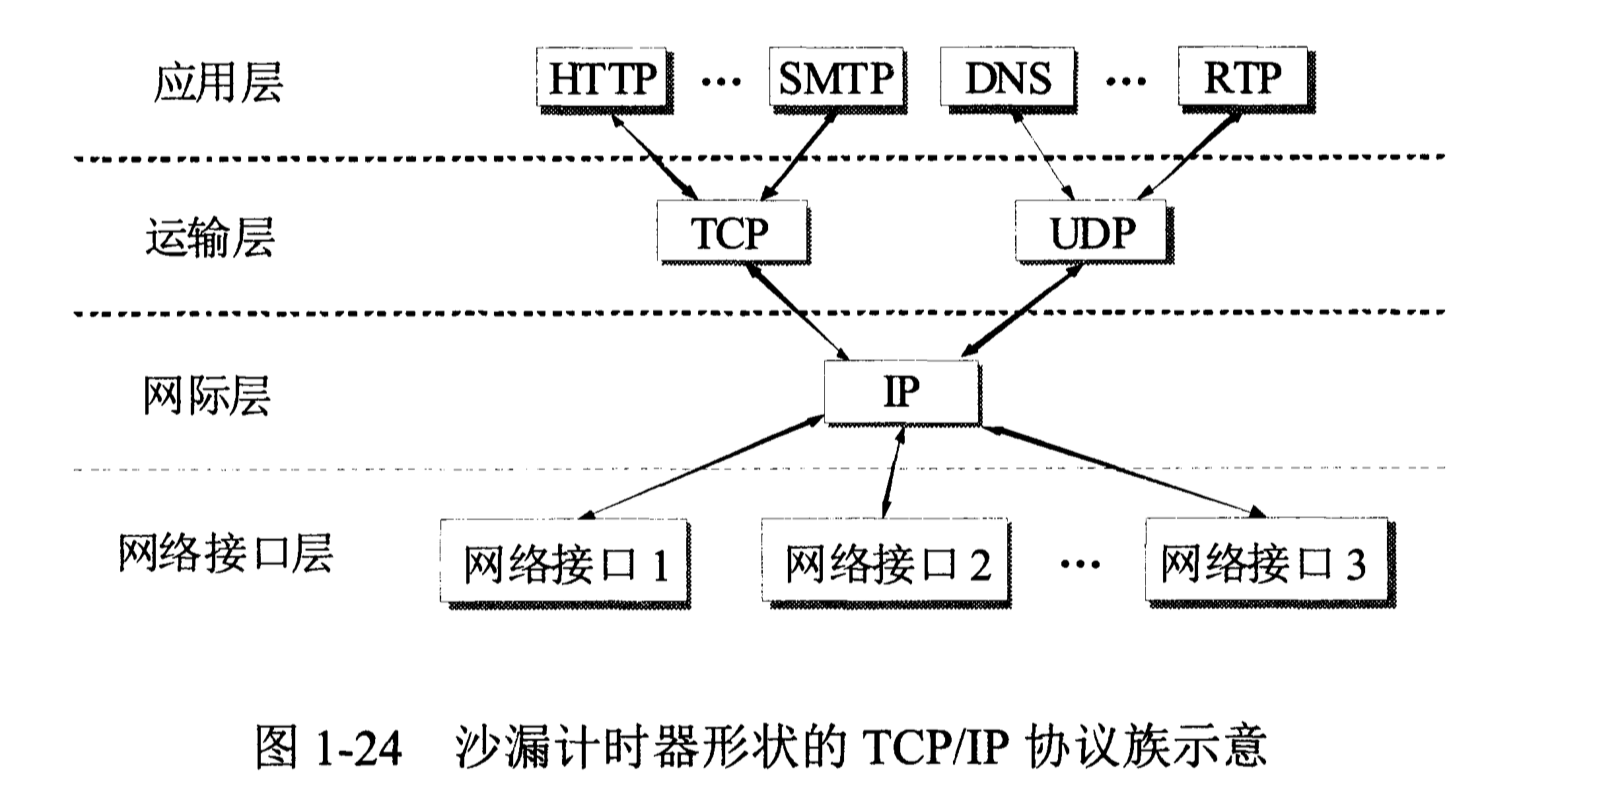 应用层 HTTP ··· SMTP DNS ··· RTP
运输层 TCP UDP
网际层 IP
网络接口层 网络接口 1 网络接口 2 ··· 网络接口 3
图 1-24 沙漏计时器形状的 TCP/IP 协议族示意